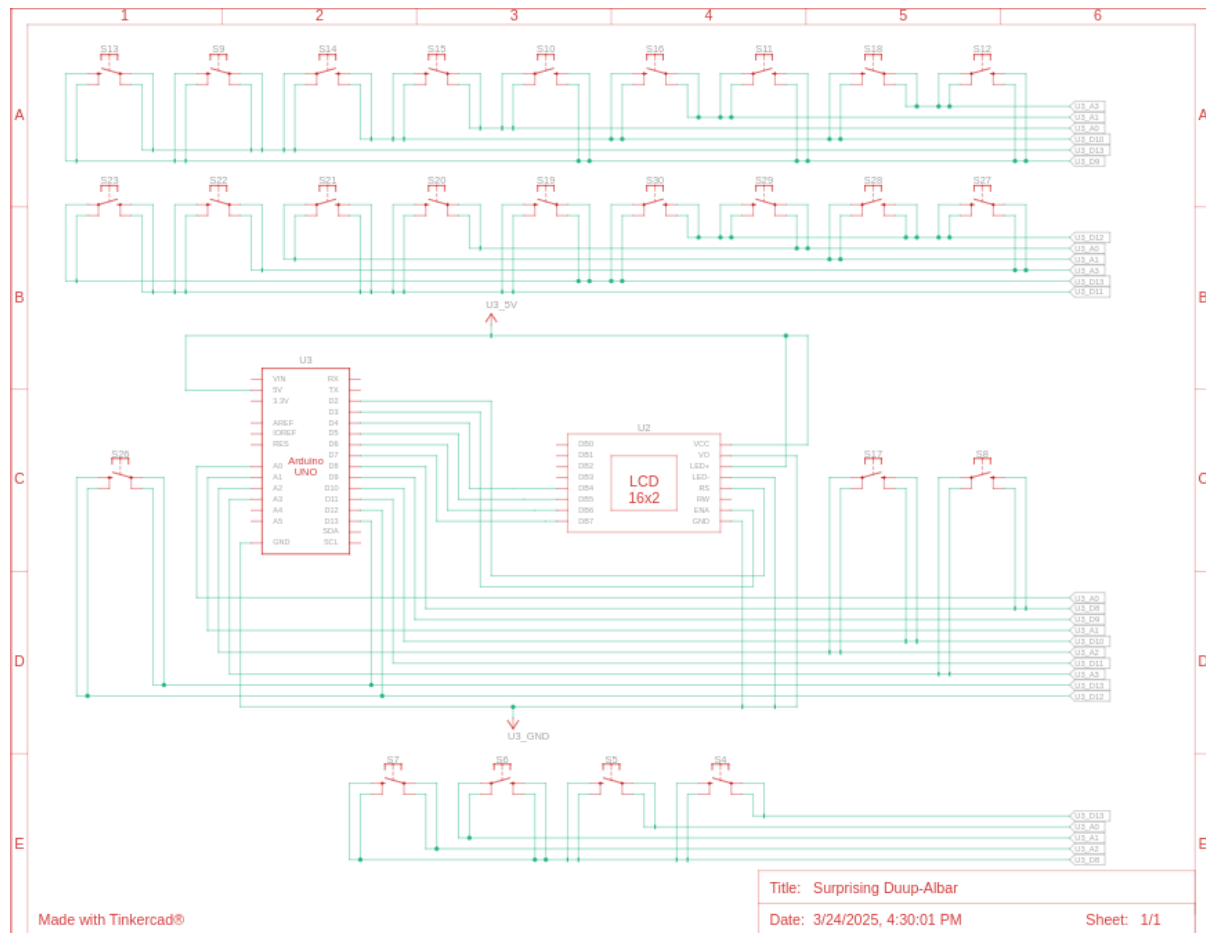 1 2 3 4 5 6
S13 S9 S14 S15 S10 S16 S11 S18 S12
A A
U3_A3
U3_A1
U3_A0
U3_D10
U3_D13
U3_D9
S23 S22 S21 S20 S19 S30 S29 S28 S27
U3_D12
U3_A0
U3_A1
U3_A3
U3_D13
U3_D11
B B
U3_5V
U3
VIN RX
5V TX
3.3V D2
D3
AREF D4
IOREF D5
RES D6
D7
A0 D8
A1 D9
A2 D10
A3 D11
A4 D12
A5 D13
SDA
GND SCL
Arduino
UNO
U2
DB0 VCC
DB1 VO
DB2 LED+
DB3 LED-
DB4 RS
DB5 RW
DB6 ENA
DB7 GND
LCD
16x2
S26 S17 S8
C C
U3_A0
U3_D8
U3_D9
U3_A1
U3_D10
U3_A2
U3_D11
U3_A3
U3_D13
U3_D12
D D
U3_GND
S7 S6 S5 S4
U3_D13
U3_A0
U3_A1
U3_A2
U3_D8
E E
Title: Surprising Duup-Albar
Made with Tinkercad®
Date: 3/24/2025, 4:30:01 PM Sheet: 1/1